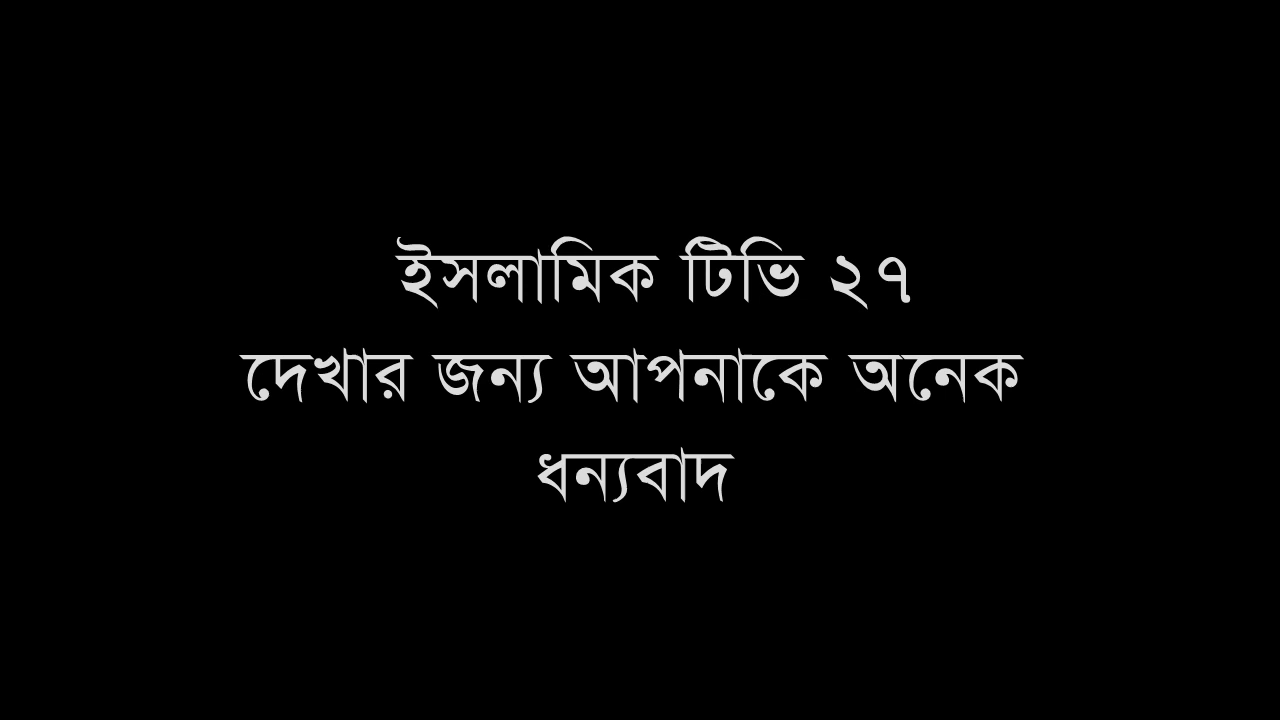 ইসলামিক টিভি ২৭
দেখার জন্য আপনাকে অনেক
ধন্যবাদ